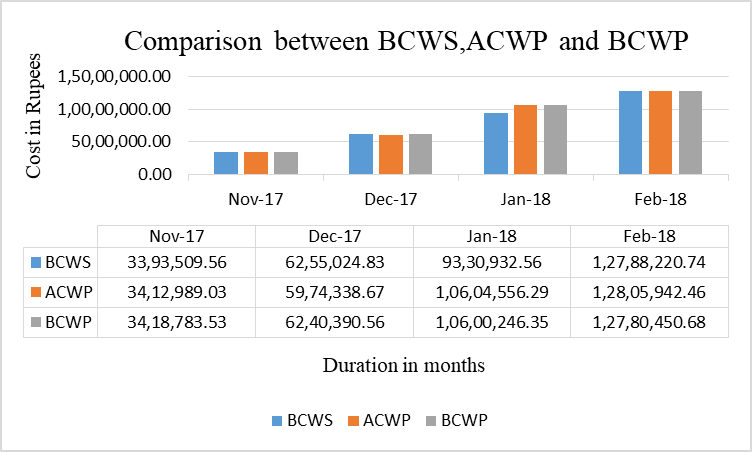 Comparison between BCWS,ACWP and BCWP
Cost in Rupees
1,50,00,000.00
1,00,00,000.00
50,00,000.00
0.00
Nov-17 Dec-17 Jan-18 Feb-18
Nov-17 Dec-17 Jan-18 Feb-18
BCWS 33,93,509.56 62,55,024.83 93,30,932.56 1,27,88,220.74
ACWP 34,12,989.03 59,74,338.67 1,06,04,556.29 1,28,05,942.46
BCWP 34,18,783.53 62,40,390.56 1,06,00,246.35 1,27,80,450.68
Duration in months
BCWS ACWP BCWP